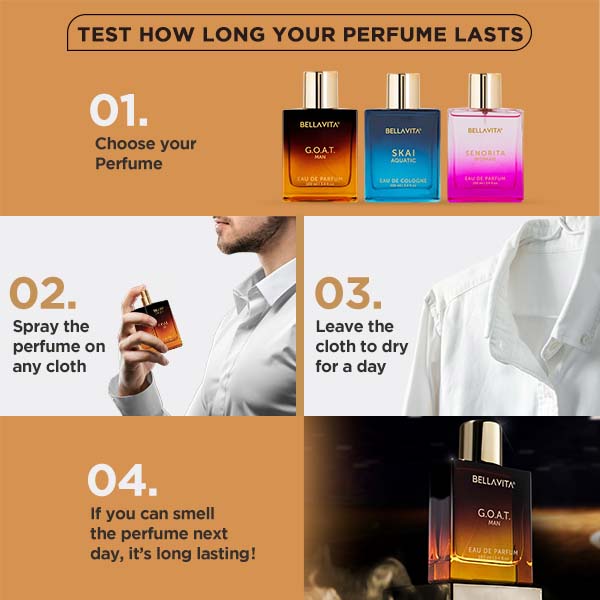 TEST HOW LONG YOUR PERFUME LASTS
01.
Choose your
Perfume
BELLAVITA®
G.O.A.T.
MAN
EAU DE PARFUM
BELLAVITA®
SKAI
AQUATIC
EAU DE COLOGNE
BELLAVITA®
SENORITA
WOMAN
EAU DE PARFUM
02.
Spray the
perfume on
any cloth
03.
Leave the
cloth to dry
for a day
04.
If you can smell
the perfume next
day, it's long lasting!
BELLAVITA®
G.O.A.T.
MAN
EAU DE PARFUM